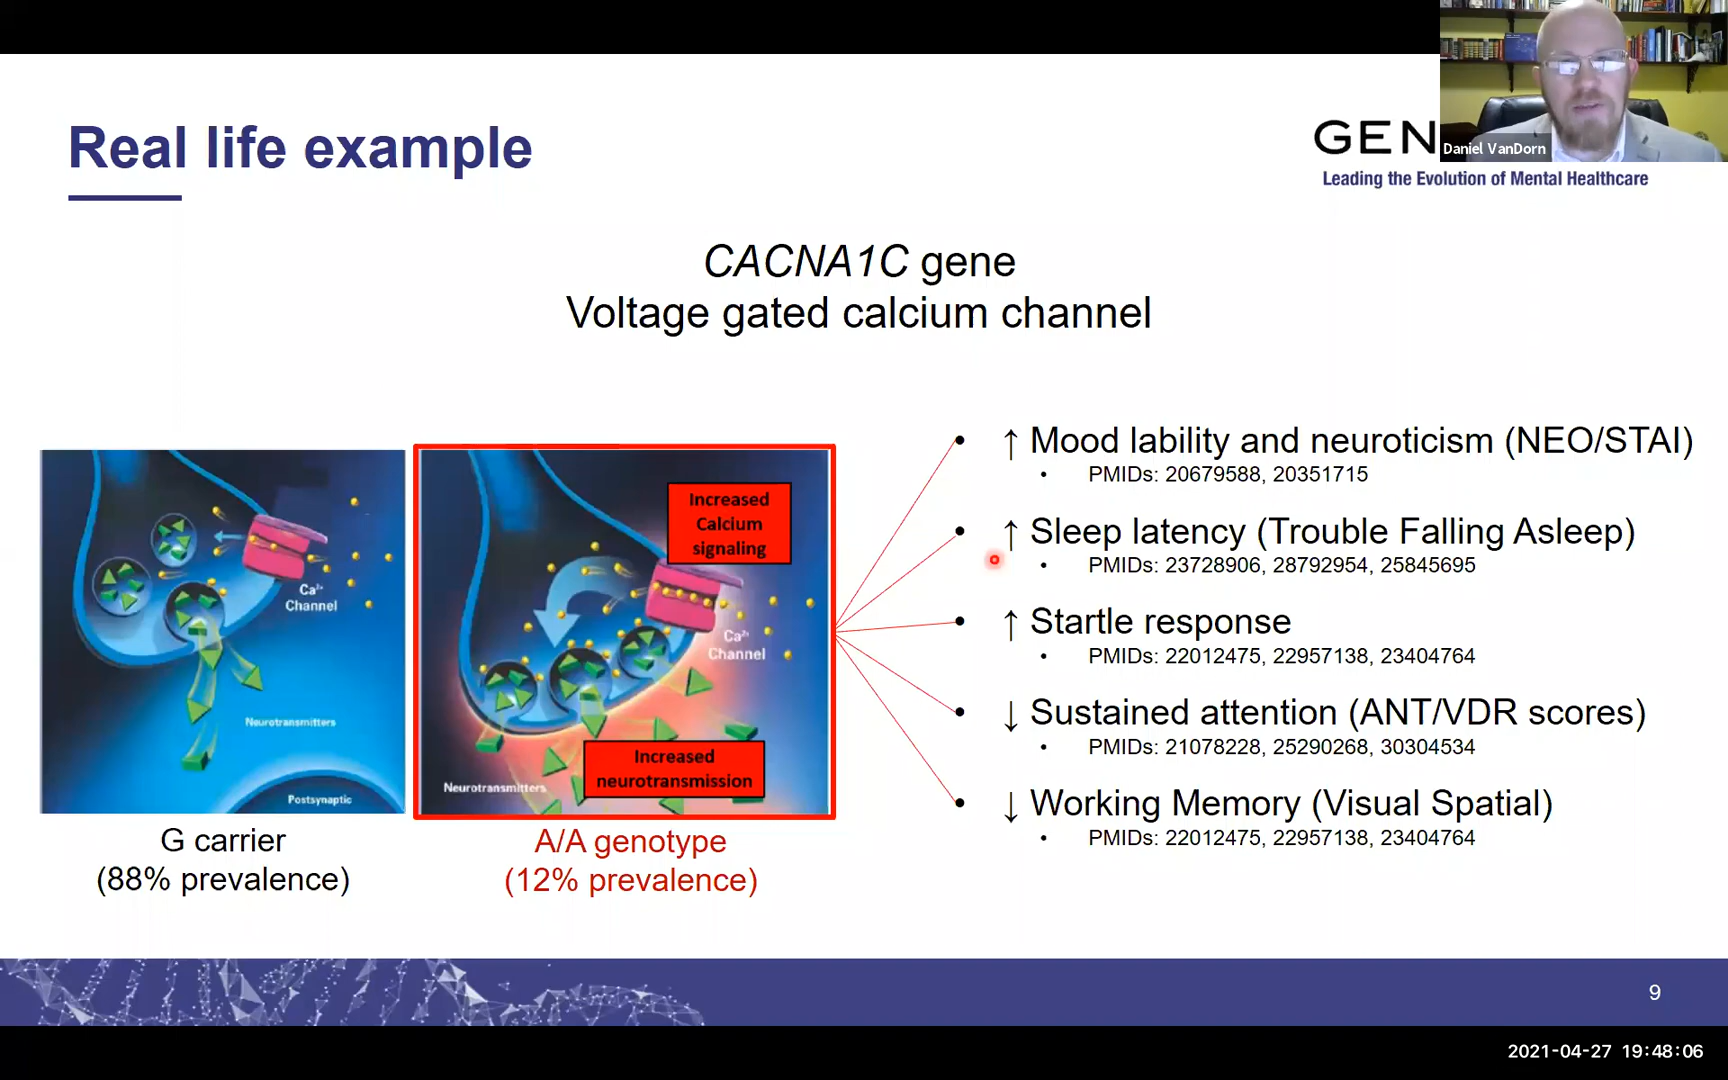 Real life example
GEN
Leading the Evolution of Mental Healthcare
Daniel VanDorn
CACNA1C gene
Voltage gated calcium channel
Ca2+
Channel
Neurotransmitters
Postsynaptic
G carrier
(88% prevalence)
Increased
Calcium
signaling
Ca2+
Channel
Increased
neurotransmission
Neurotransmitters
A/A genotype
(12% prevalence)
• ↑ Mood lability and neuroticism (NEO/STAI)
• PMIDs: 20679588, 20351715
• ↑ Sleep latency (Trouble Falling Asleep)
• PMIDs: 23728906, 28792954, 25845695
• ↑ Startle response
• PMIDs: 22012475, 22957138, 23404764
• ↓ Sustained attention (ANT/VDR scores)
• PMIDs: 21078228, 25290268, 30304534
• ↓ Working Memory (Visual Spatial)
• PMIDs: 22012475, 22957138, 23404764
9
2021-04-27 19:48:06